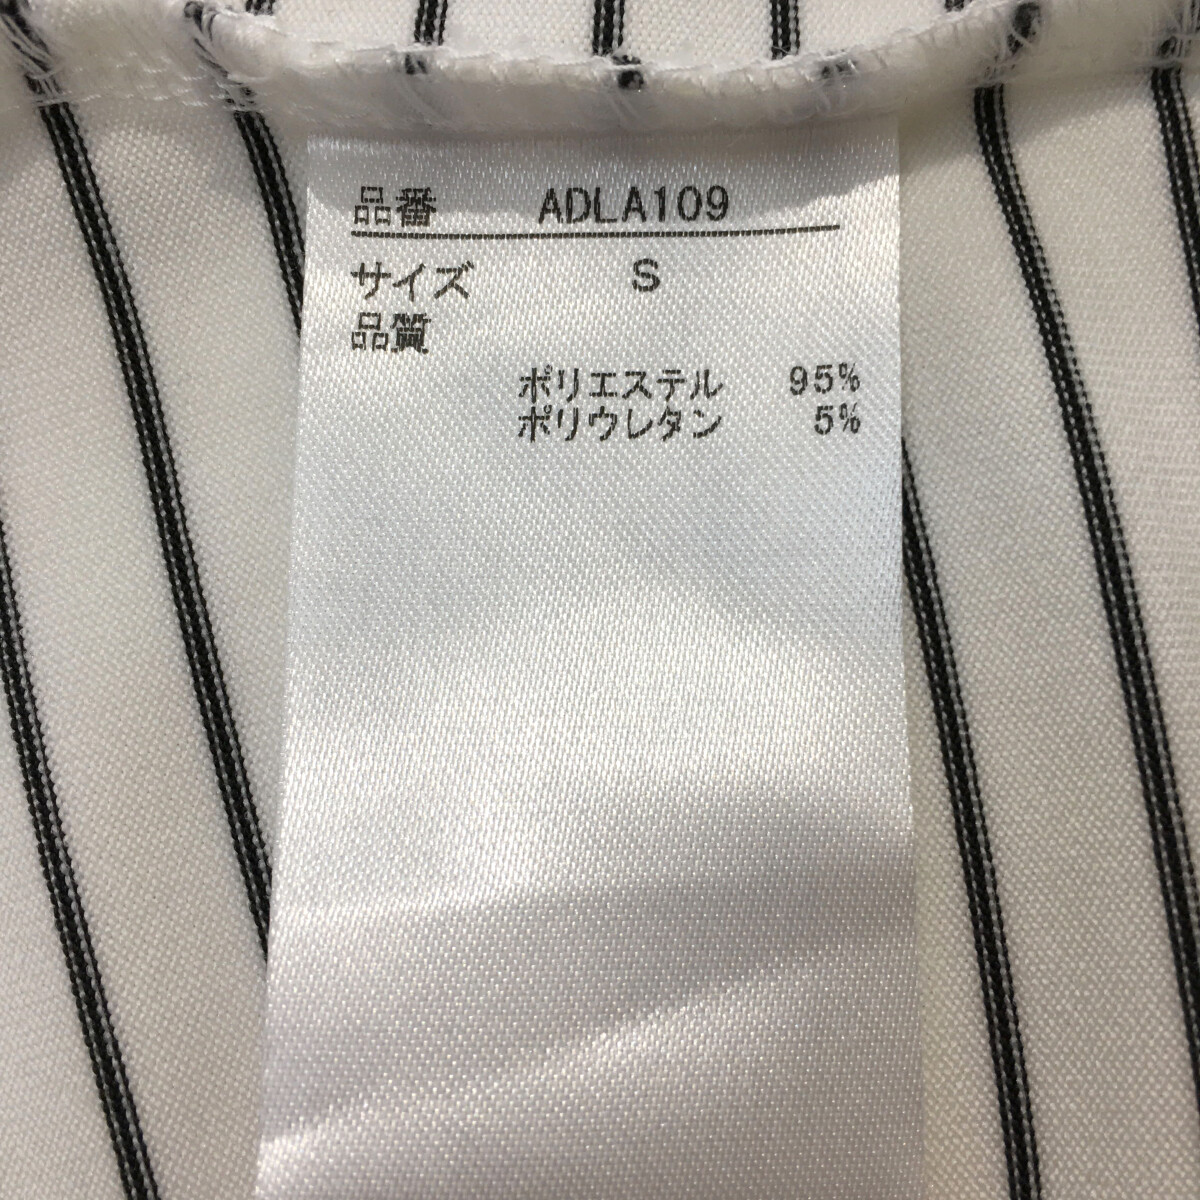 品番 ADLA109
サイズ S
品質
ポリエステル 95%
ポリウレタン 5%